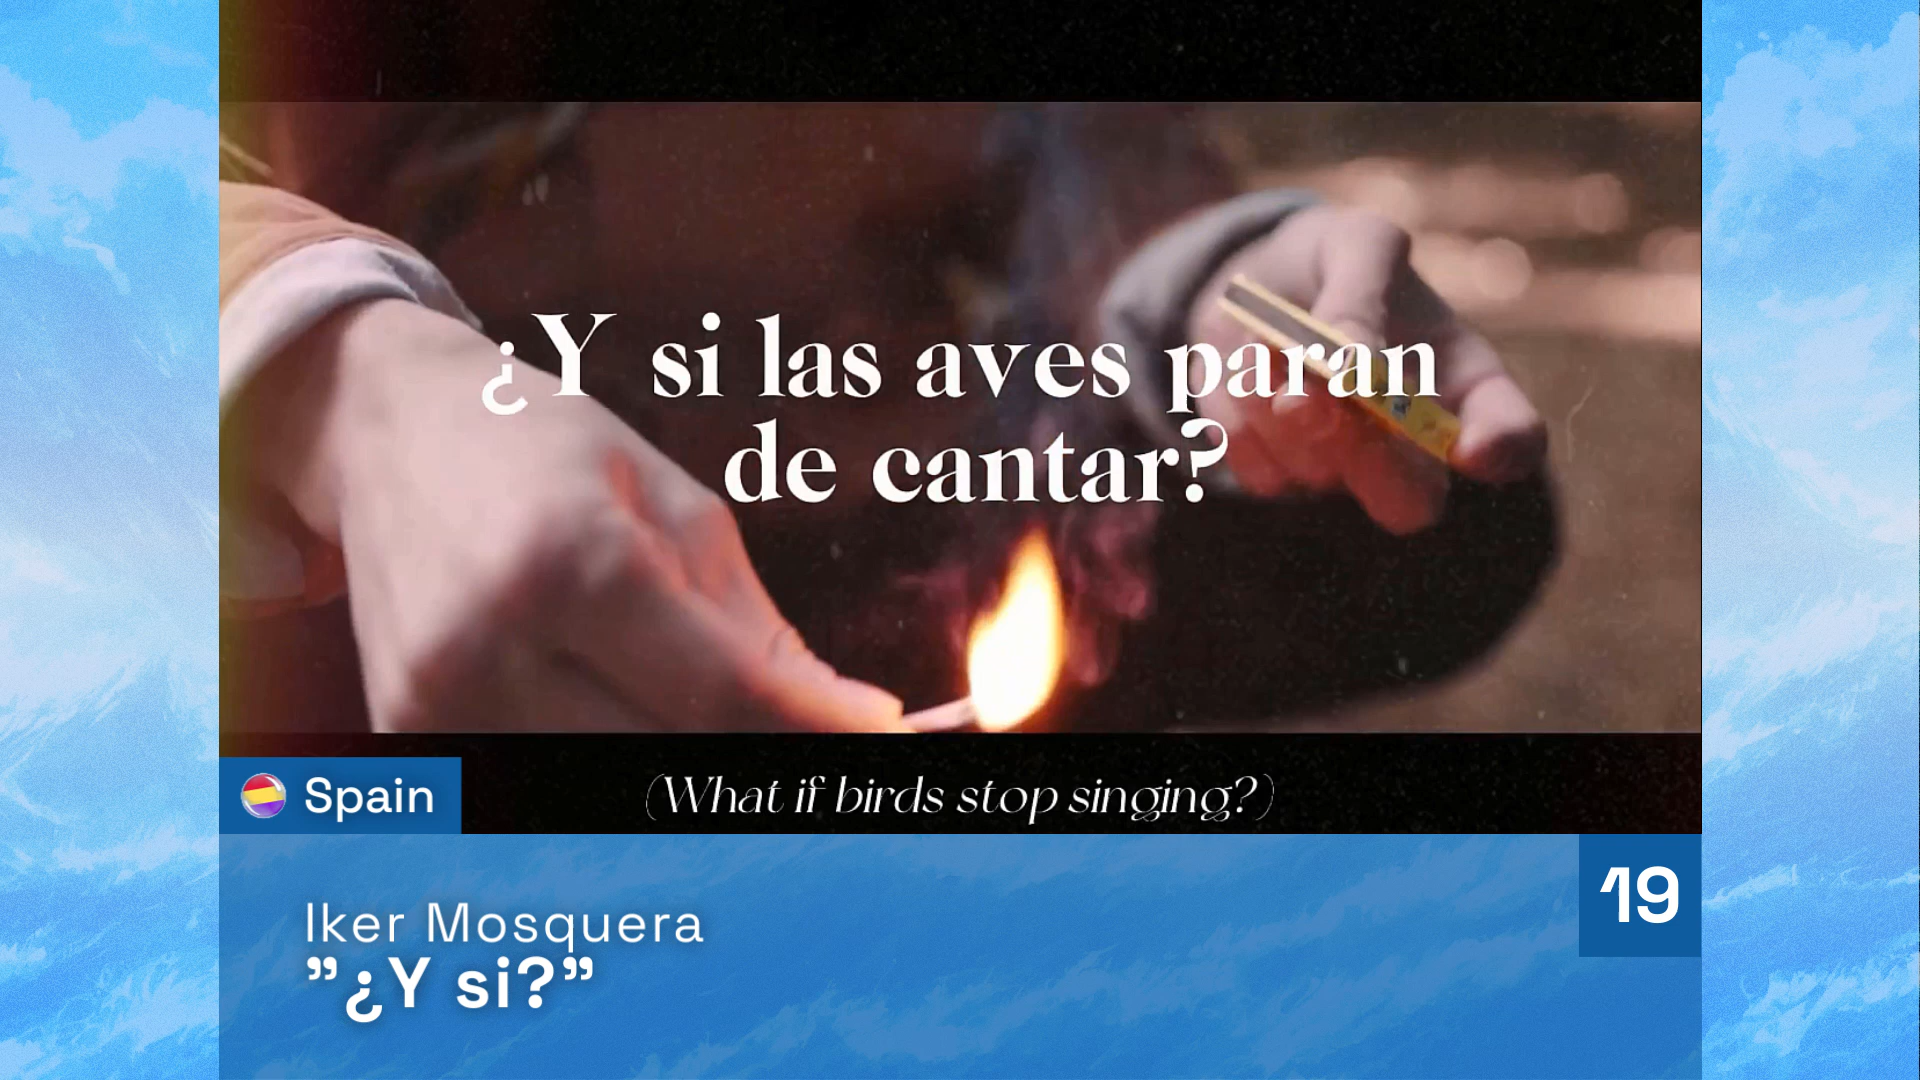 ¿Y si las aves paran
de cantar?
Spain
(What if birds stop singing?)
19
Iker Mosquera
”¿Y si?”